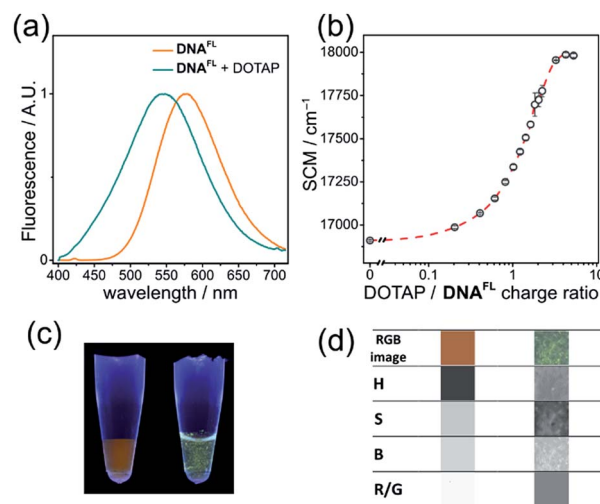 (a)
DNA^FL
DNA^FL + DOTAP
1
0
Fluorescence / A.U.
400 450 500 550 600 650 700
wavelength / nm
(b)
18000
17750
17500
17250
17000
SCM / cm⁻¹
0 0.1 1 10
DOTAP / DNA^FL charge ratio
(c)
(d)
RGB
image
H
S
B
R/G